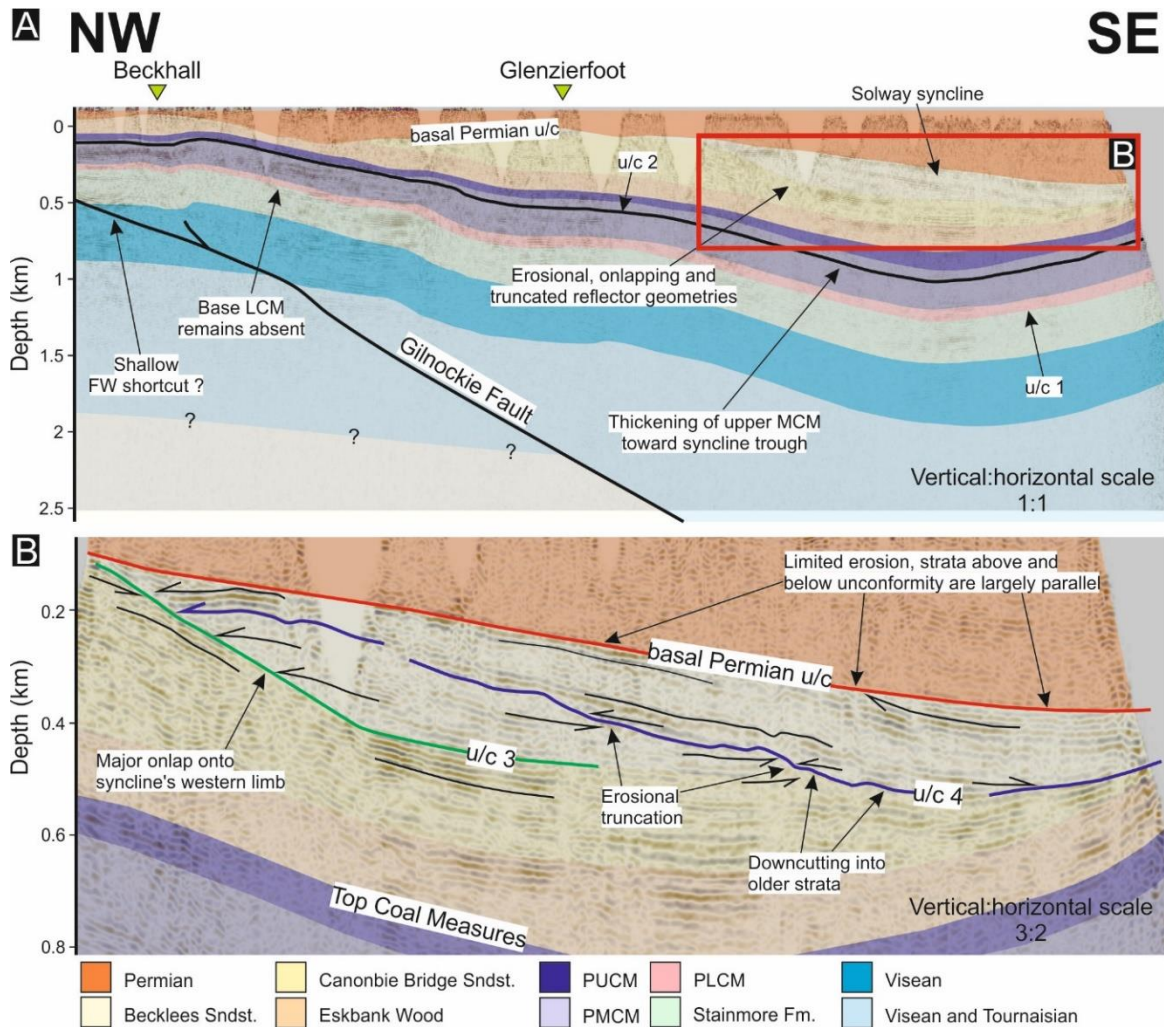 A
NW
SE
Beckhall
Glenzierfoot
Solway syncline
basal Permian u/c
u/c 2
B
0
0.5
1
1.5
2
2.5
Depth (km)
Erosional, onlapping and
truncated reflector geometries
Base LCM
remains absent
Shallow
FW shortcut ?
Gilnockie Fault
u/c 1
Thickening of upper MCM
toward syncline trough
?
?
?
Vertical:horizontal scale
1:1
B
Limited erosion, strata above and
below unconformity are largely parallel
basal Permian u/c
0.2
0.4
0.6
0.8
Depth (km)
Major onlap onto
syncline's western limb
u/c 3
Erosional
truncation
u/c 4
Downcutting into
older strata
Top Coal Measures
Vertical:horizontal scale
3:2
Permian
Canonbie Bridge Sndst.
PUCM
PLCM
Visean
Becklees Sndst.
Eskbank Wood
PMCM
Stainmore Fm.
Visean and Tournaisian